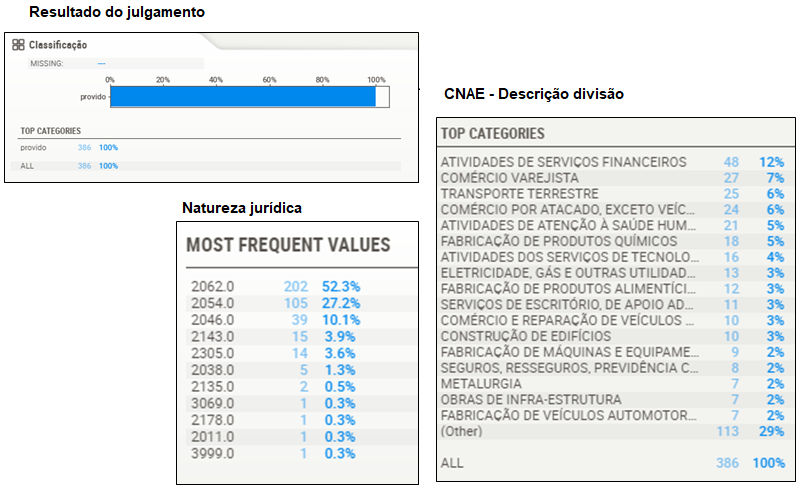 Resultado do julgamento
Classificação
MISSING: ---
0% 20% 40% 60% 80% 100%
provido
TOP CATEGORIES
provido 386 100%
ALL 386 100%
Natureza jurídica
MOST FREQUENT VALUES
2062.0 202 52.3%
2054.0 105 27.2%
2046.0 39 10.1%
2143.0 15 3.9%
2305.0 14 3.6%
2038.0 5 1.3%
2135.0 2 0.5%
3069.0 1 0.3%
2178.0 1 0.3%
2011.0 1 0.3%
3999.0 1 0.3%
CNAE - Descrição divisão
TOP CATEGORIES
ATIVIDADES DE SERVIÇOS FINANCEIROS 48 12%
COMÉRCIO VAREJISTA 27 7%
TRANSPORTE TERRESTRE 25 6%
COMÉRCIO POR ATACADO, EXCETO VEÍC... 24 6%
ATIVIDADES DE ATENÇÃO À SAÚDE HUM... 21 5%
FABRICAÇÃO DE PRODUTOS QUÍMICOS 18 5%
ATIVIDADES DOS SERVIÇOS DE TECNOLO... 16 4%
ELETRICIDADE, GÁS E OUTRAS UTILIDAD... 13 3%
FABRICAÇÃO DE PRODUTOS ALIMENTÍCI... 12 3%
SERVIÇOS DE ESCRITÓRIO, DE APOIO AD... 11 3%
COMÉRCIO E REPARAÇÃO DE VEÍCULOS ... 10 3%
CONSTRUÇÃO DE EDIFÍCIOS 10 3%
FABRICAÇÃO DE MÁQUINAS E EQUIPAME... 9 2%
SEGUROS, RESSEGUROS, PREVIDÊNCIA C... 8 2%
METALURGIA 7 2%
OBRAS DE INFRA-ESTRUTURA 7 2%
FABRICAÇÃO DE VEÍCULOS AUTOMOTOR... 7 2%
(Other) 113 29%
ALL 386 100%